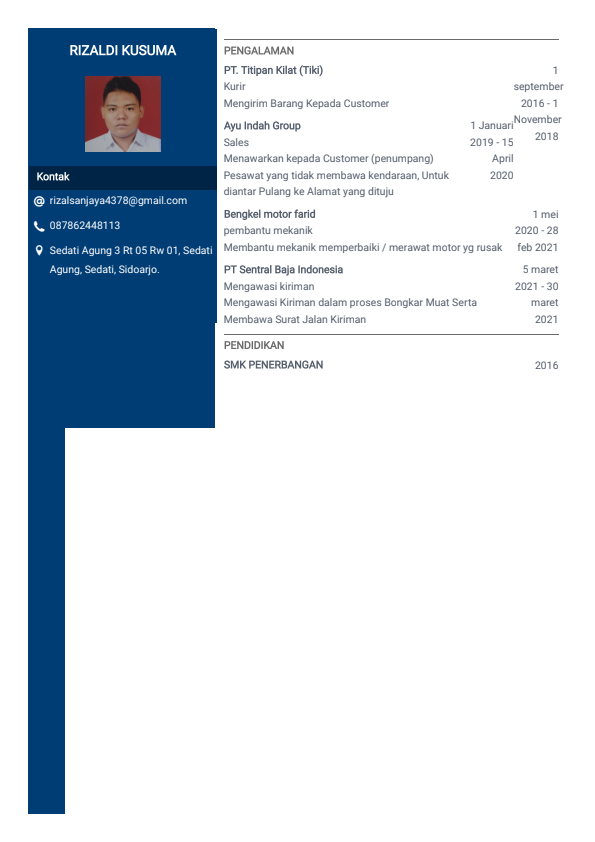 RIZALDI KUSUMA
Kontak
rizalsanjaya4378@gmail.com
087862448113
Sedati Agung 3 Rt 05 Rw 01, Sedati
Agung, Sedati, Sidoarjo.
PENGALAMAN
PT. Titipan Kilat (Tiki) 1
Kurir september
Mengirim Barang Kepada Customer 2016 - 1
November
2018
Ayu Indah Group 1 Januari
Sales 2019 - 15
Menawarkan kepada Customer (penumpang) April
Pesawat yang tidak membawa kendaraan, Untuk 2020
diantar Pulang ke Alamat yang dituju
Bengkel motor farid 1 mei
pembantu mekanik 2020 - 28
Membantu mekanik memperbaiki / merawat motor yg rusak feb 2021
PT Sentral Baja Indonesia 5 maret
Mengawasi kiriman 2021 - 30
Mengawasi Kiriman dalam proses Bongkar Muat Serta maret
Membawa Surat Jalan Kiriman 2021
PENDIDIKAN
SMK PENERBANGAN 2016